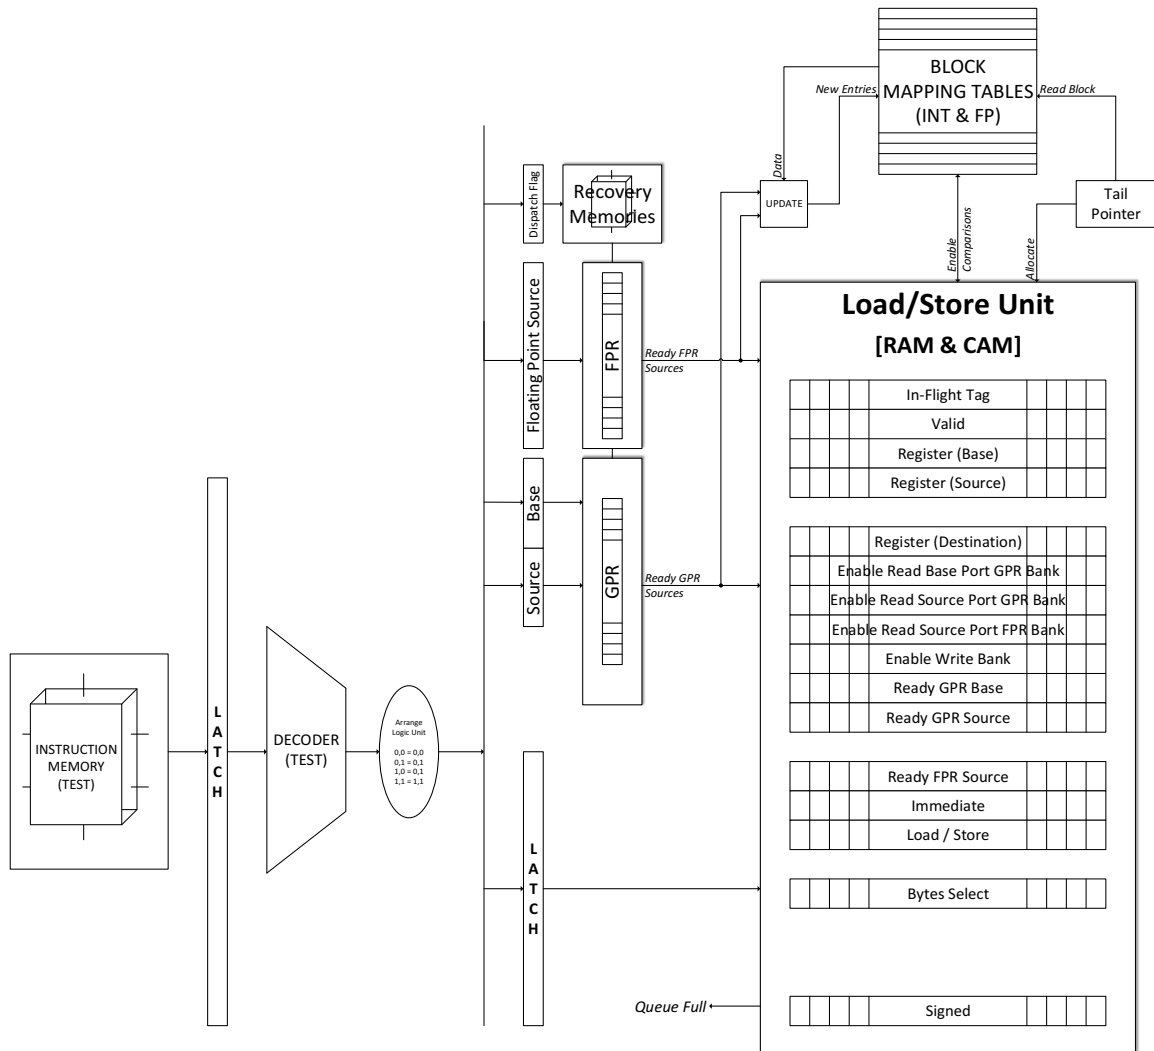 BLOCK
MAPPING TABLES
(INT & FP)
New Entries
Read Block
Data
UPDATE
Tail
Pointer
Enable
Comparisons
Allocate
Dispatch Flag
Recovery
Memories
Floating Point Source
FPR
Ready FPR
Sources
Base
Source
GPR
Ready GPR
Sources
Load/Store Unit
[RAM & CAM]
In-Flight Tag
Valid
Register (Base)
Register (Source)
Register (Destination)
Enable Read Base Port GPR Bank
Enable Read Source Port GPR Bank
Enable Read Source Port FPR Bank
Enable Write Bank
Ready GPR Base
Ready GPR Source
Ready FPR Source
Immediate
Load / Store
Bytes Select
Signed
Queue Full
INSTRUCTION
MEMORY
(TEST)
LATCH
DECODER
(TEST)
Arrange
Logic Unit
0,0 = 0,0
0,1 = 0,1
1,0 = 0,1
1,1 = 1,1
LATCH